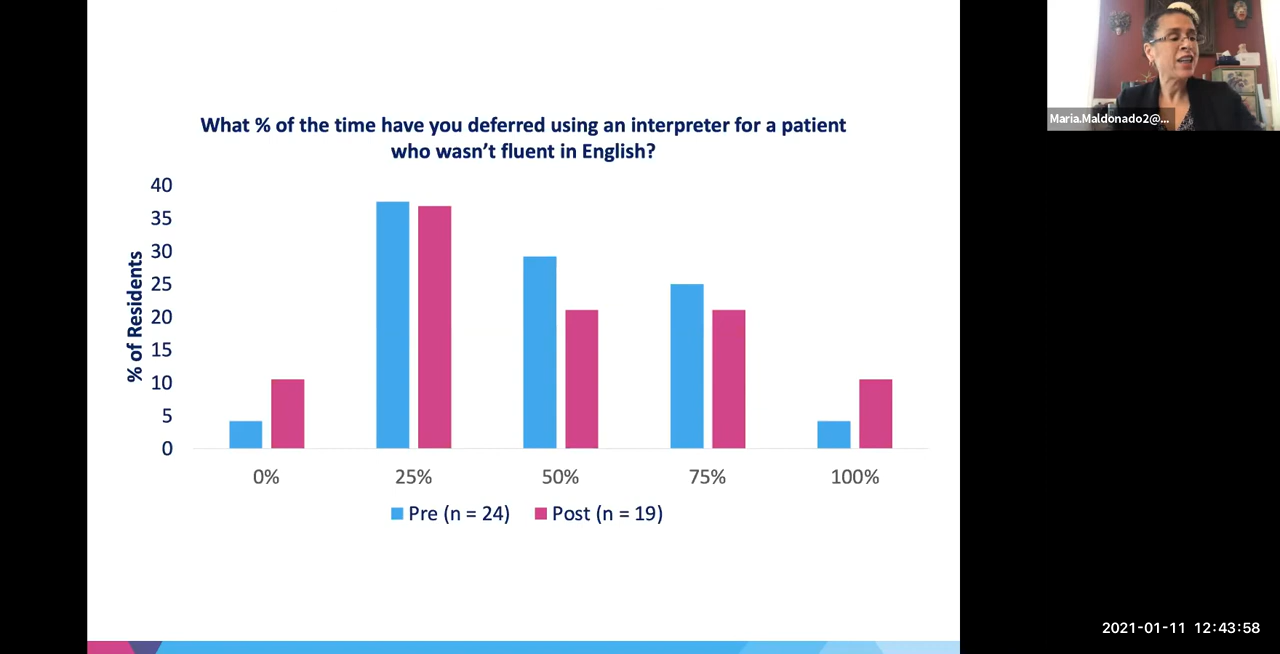 What % of the time have you deferred using an interpreter for a patient
who wasn't fluent in English?
% of Residents
40
35
30
25
20
15
10
5
0
0% 25% 50% 75% 100%
Pre (n = 24) Post (n = 19)
Maria.Maldonado2@...
2021-01-11 12:43:58